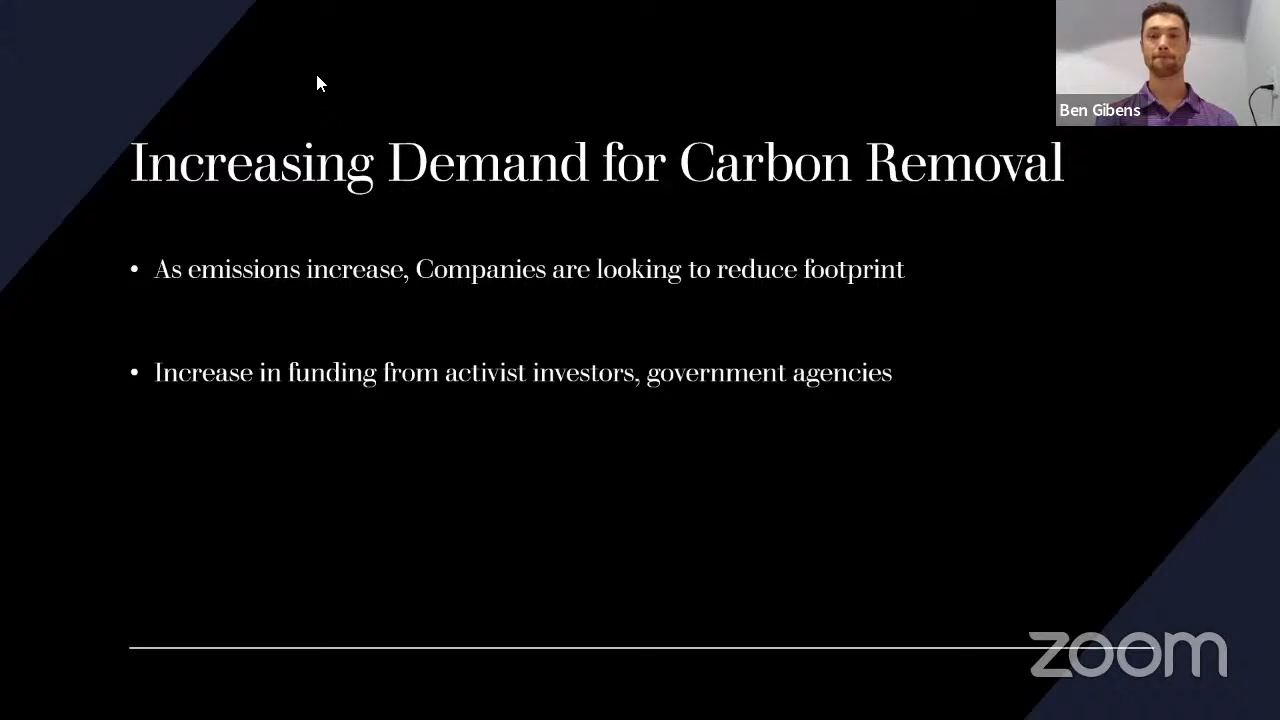 Ben Gibens
Increasing Demand for Carbon Removal
• As emissions increase, Companies are looking to reduce footprint
• Increase in funding from activist investors, government agencies
zoom